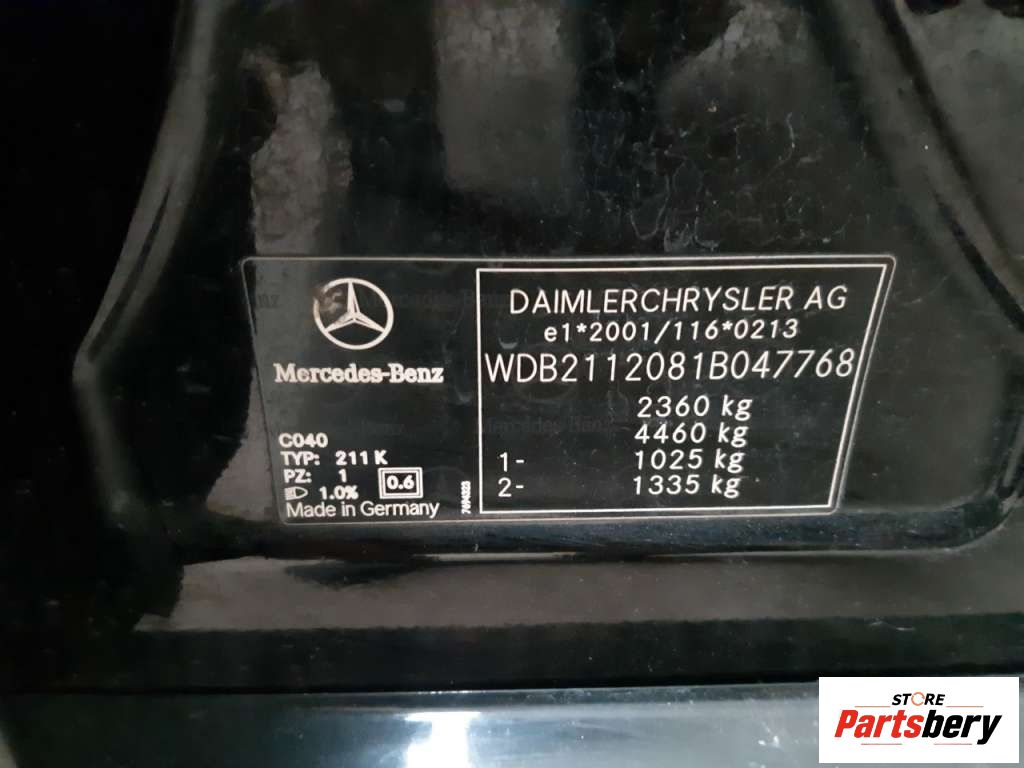 Mercedes-Benz
C040
TYP: 211 K
PZ: 1
1.0%
0.6
Made in Germany
DAIMLERCHRYSLER AG
e1*2001/116*0213
WDB2112081B047768
2360 kg
4460 kg
1- 1025 kg
2- 1335 kg
STORE
Partsbery